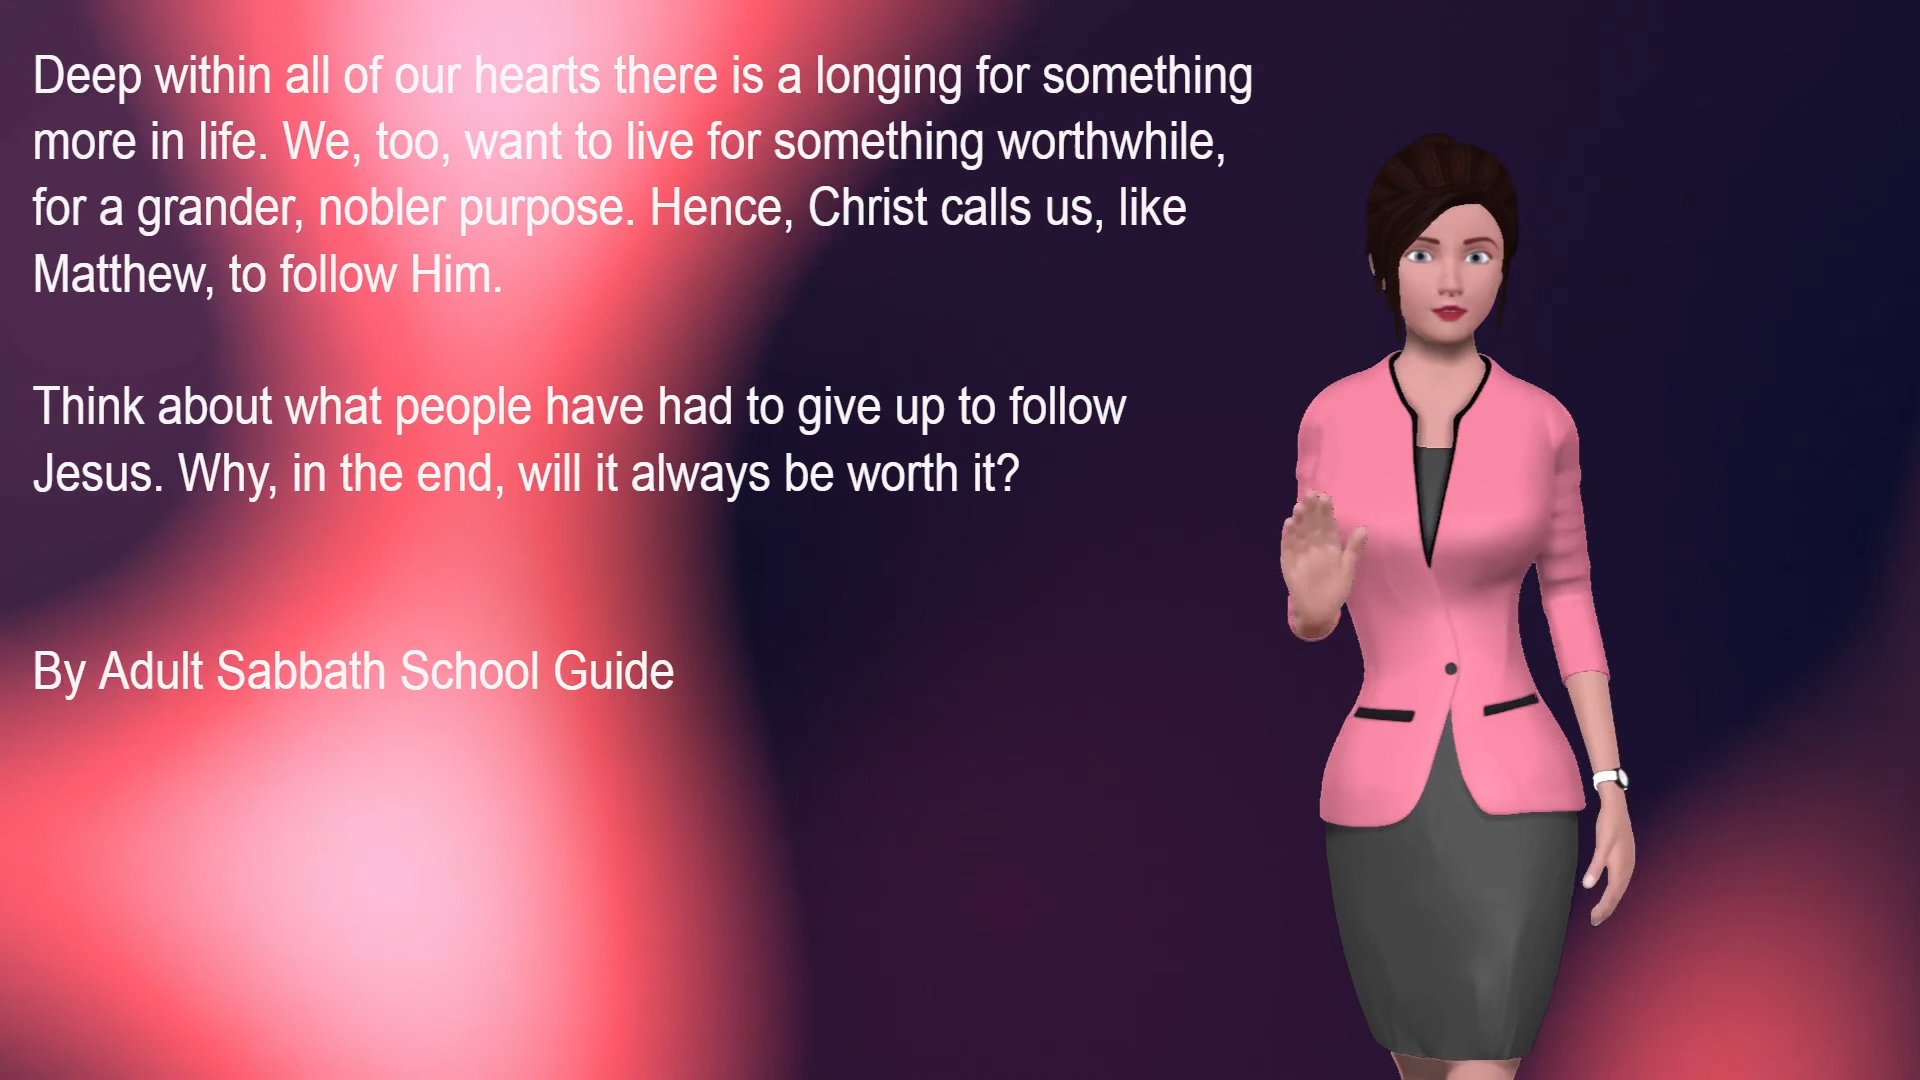 Deep within all of our hearts there is a longing for something
more in life. We, too, want to live for something worthwhile,
for a grander, nobler purpose. Hence, Christ calls us, like
Matthew, to follow Him.
Think about what people have had to give up to follow
Jesus. Why, in the end, will it always be worth it?
By Adult Sabbath School Guide